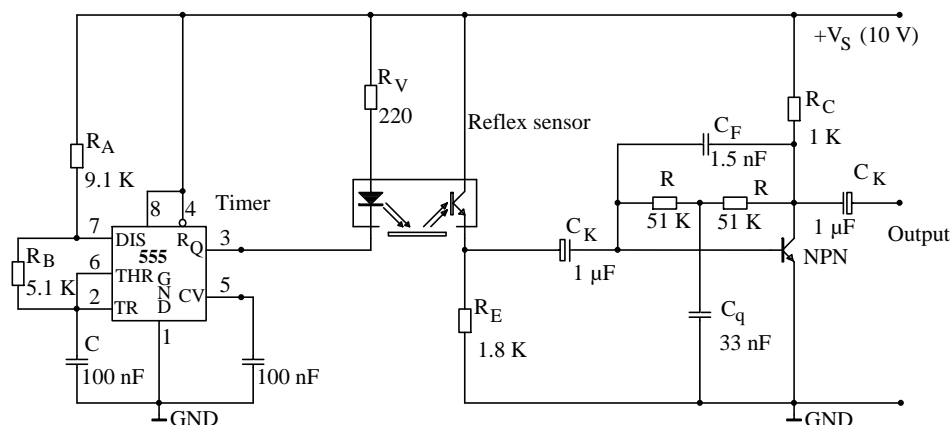 +VS (10 V)
RV
220
RC
1 K
Reflex sensor
CF
1.5 nF
RA
9.1 K
R
R
51 K
51 K
CK
1 µF
Output
8
4
Timer
7
DIS
R
Q
3
RB
5.1 K
6
555
THR
G
N
D
CV
5
2
TR
1
CK
1 µF
NPN
RE
1.8 K
Cq
33 nF
C
100 nF
100 nF
GND
GND